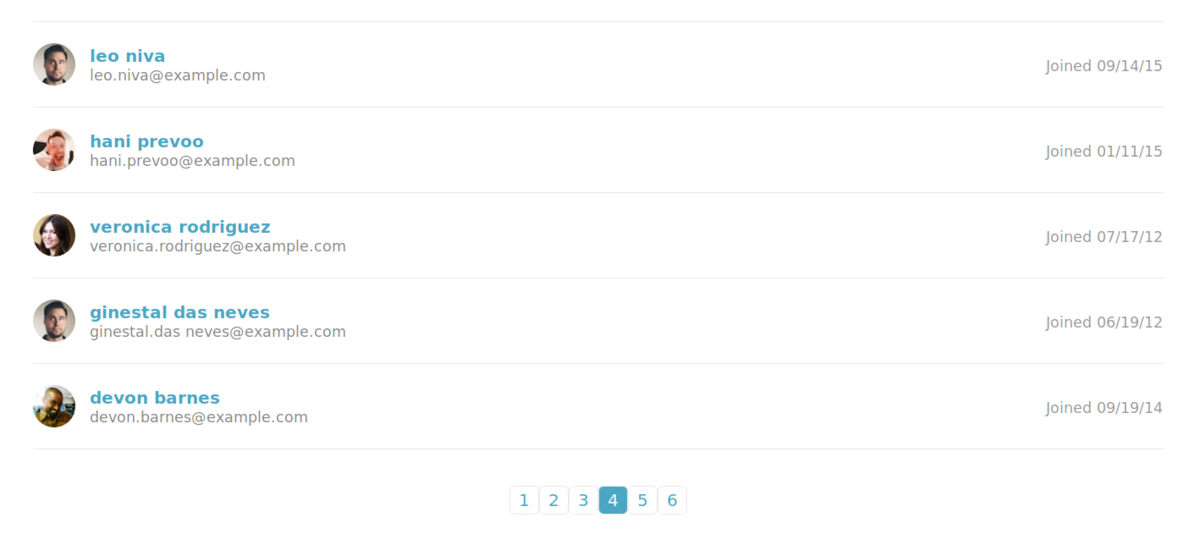 leo niva
leo.niva@example.com
Joined 09/14/15
hani prevoo
hani.prevoo@example.com
Joined 01/11/15
veronica rodriguez
veronica.rodriguez@example.com
Joined 07/17/12
ginestal das neves
ginestal.das neves@example.com
Joined 06/19/12
devon barnes
devon.barnes@example.com
Joined 09/19/14
1 2 3 4 5 6